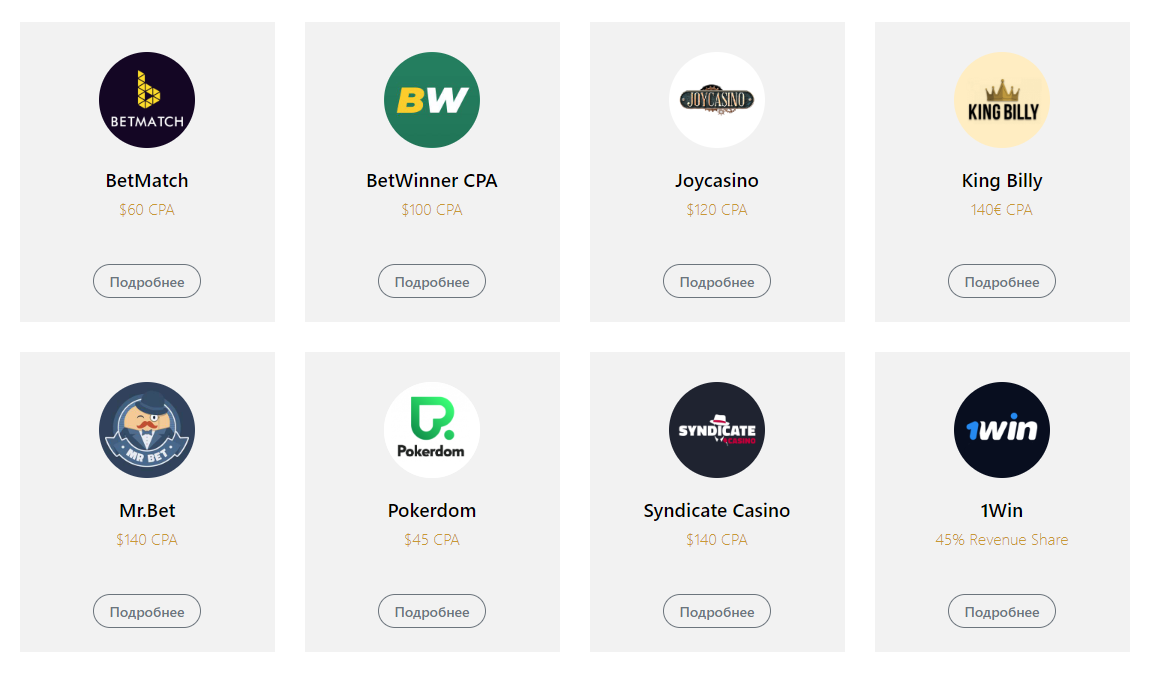 BETMATCH
BetMatch
$60 CPA
Подробнее
BW
BetWinner CPA
$100 CPA
Подробнее
JOYCASINO
Joycasino
$120 CPA
Подробнее
KING BILLY
King Billy
140€ CPA
Подробнее
MR BET
Mr.Bet
$140 CPA
Подробнее
Pokerdom
Pokerdom
$45 CPA
Подробнее
SYNDICATE
CASINO
Syndicate Casino
$140 CPA
Подробнее
1win
1Win
45% Revenue Share
Подробнее